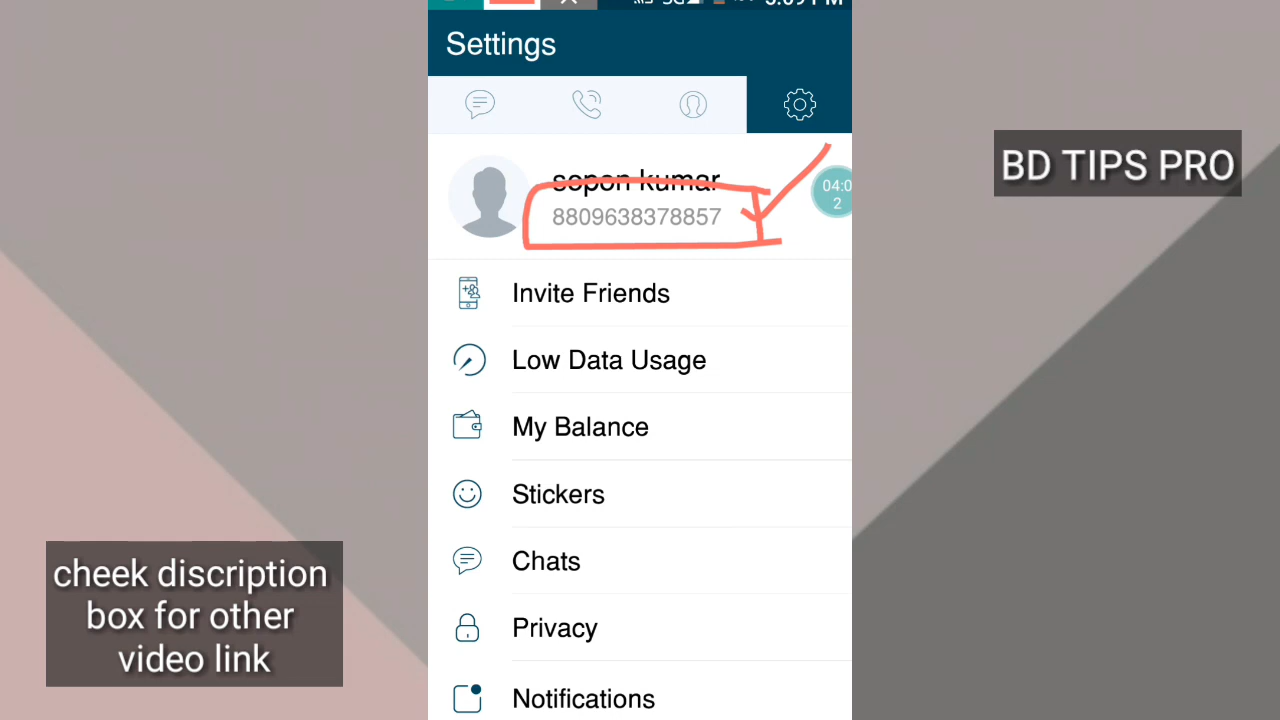 Settings
BD TIPS PRO
sopon kumar
04:0
2
8809638378857
Invite Friends
Low Data Usage
My Balance
Stickers
Chats
Privacy
Notifications
cheek discription
box for other
video link